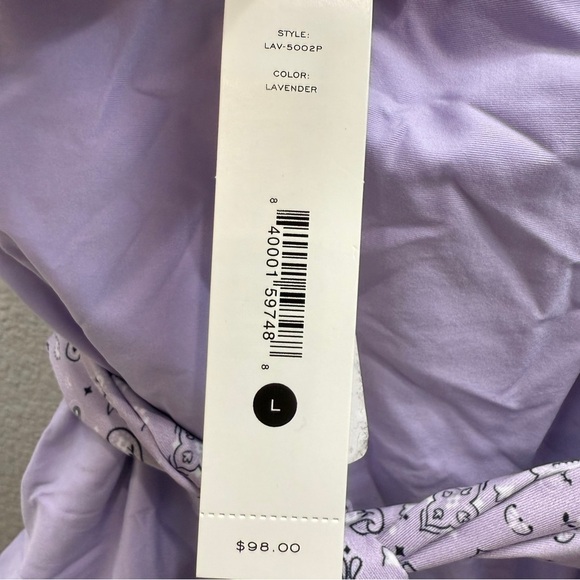 STYLE:
LAV-5002P
COLOR:
LAVENDER
8 40001 59748 8
L
$98.00